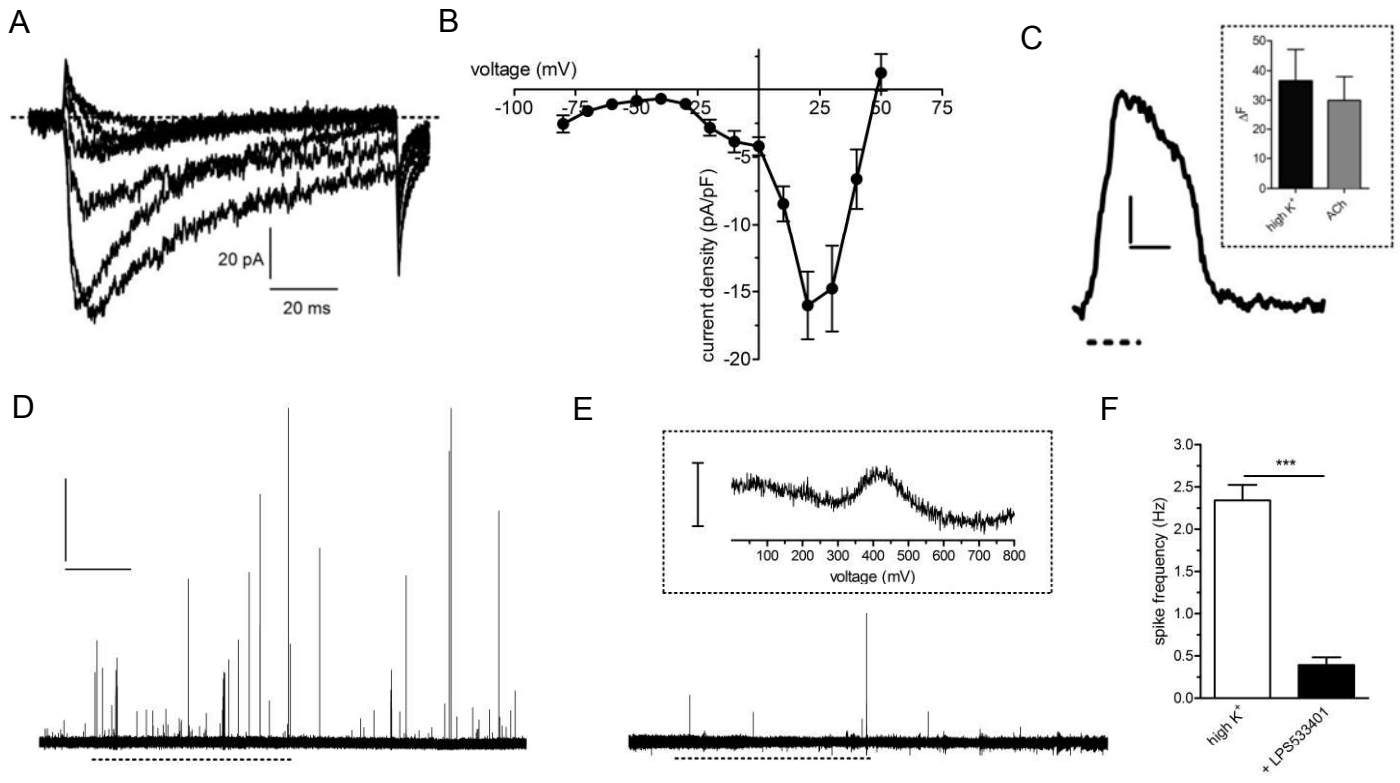 A
20 pA
20 ms
B
voltage (mV)
-100 -75 -50 -25 25 50 75
-5
-10
-15
-20
current density (pA/pF)
C
50
40
30
20
10
0
ΔF
high K+
ACh
D
E
100 200 300 400 500 600 700 800
voltage (mV)
F
3.0
2.5
2.0
1.5
1.0
0.5
0.0
spike frequency (Hz)
***
high K+
+ LPS533401